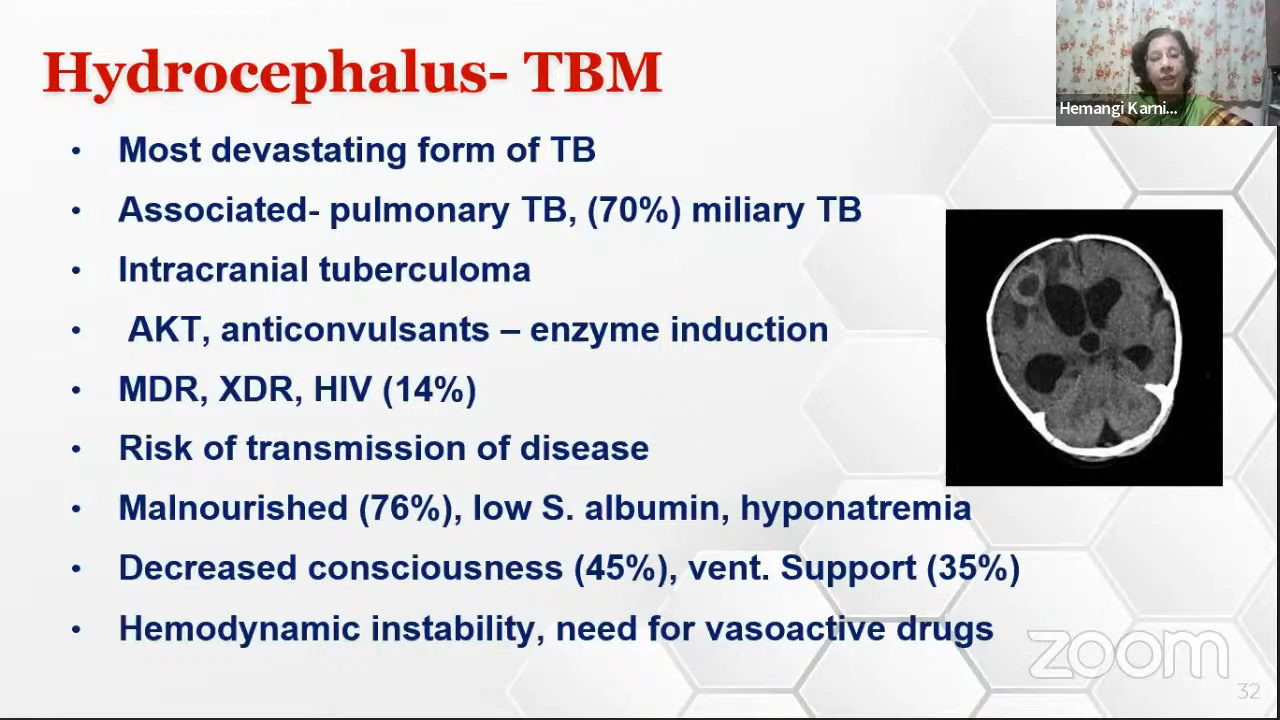 Hydrocephalus- TBM
Hemangi Karni...
• Most devastating form of TB
• Associated- pulmonary TB, (70%) miliary TB
• Intracranial tuberculoma
• AKT, anticonvulsants – enzyme induction
• MDR, XDR, HIV (14%)
• Risk of transmission of disease
• Malnourished (76%), low S. albumin, hyponatremia
• Decreased consciousness (45%), vent. Support (35%)
• Hemodynamic instability, need for vasoactive drugs
zoom
32